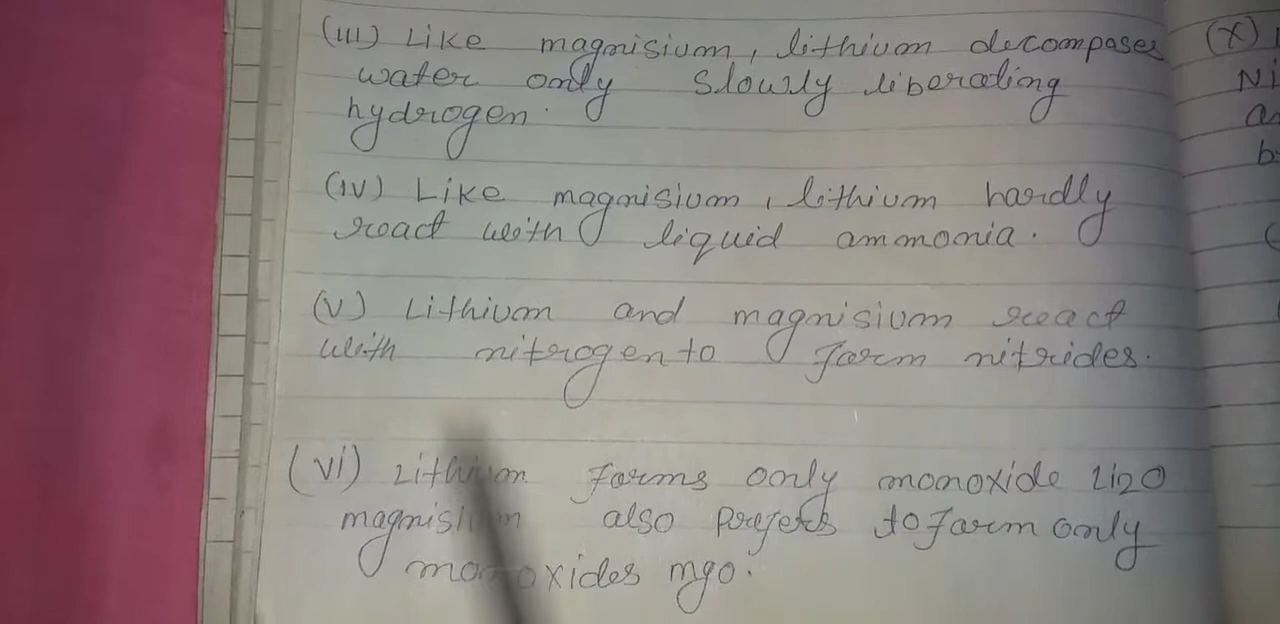 (iii) Like magnisium, lithium decomposes
water only slowly liberating
hydrogen.
(iv) Like magnisium, lithium hardly
react with liquid ammonia.
(v) Lithium and magnisium react
with nitrogen to form nitrides.
(vi) Lithium forms only monoxide Li2O
magnisium also prefers to form only
monoxides mgo.
(X)
Ni